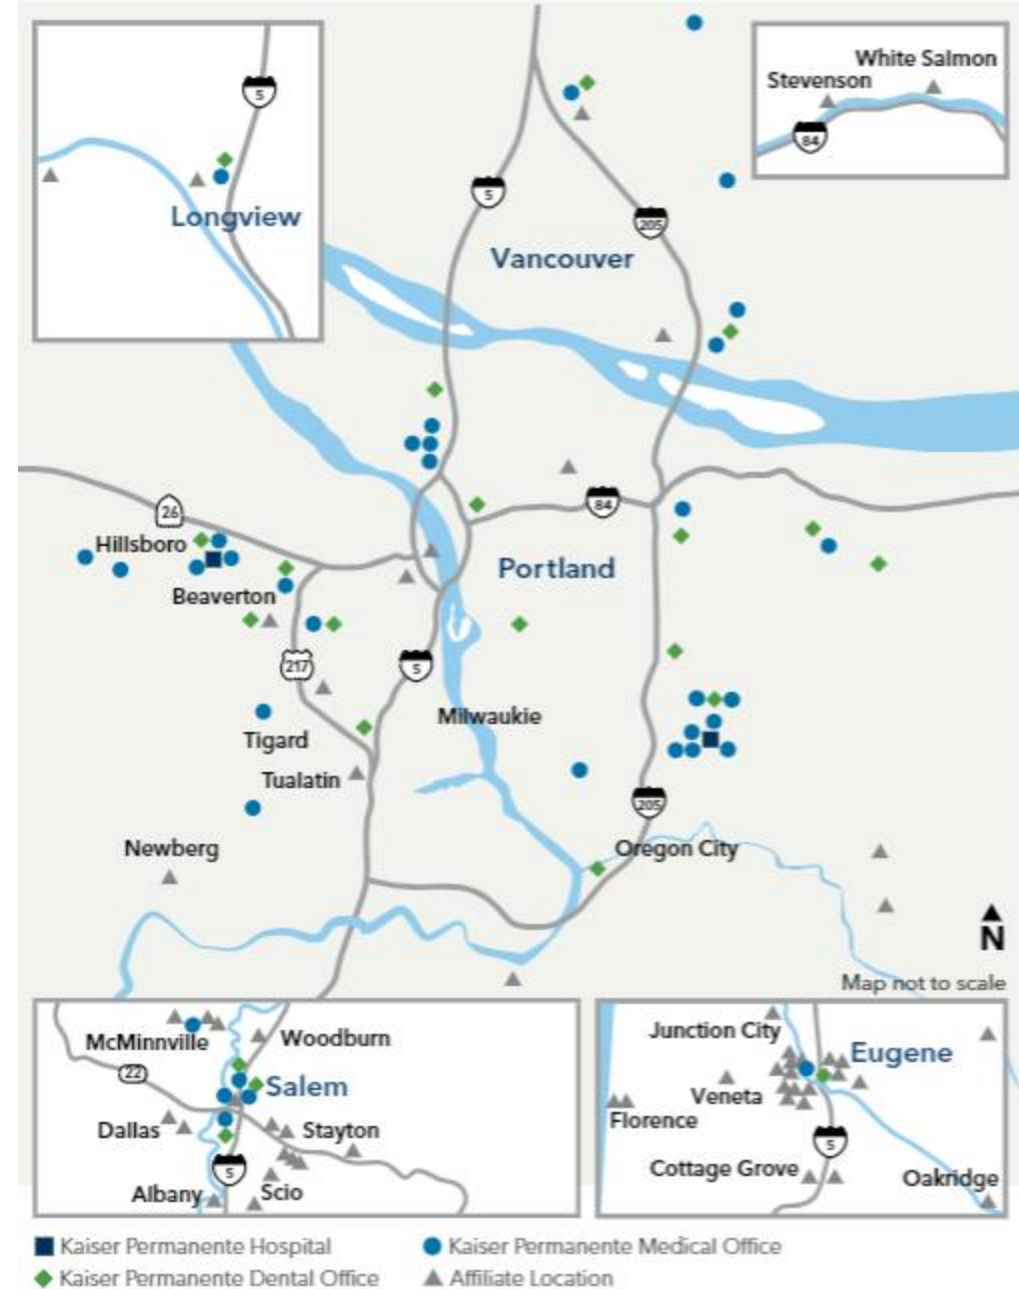 5
White Salmon
Stevenson
84
Longview
5
205
Vancouver
26
84
Hillsboro
Portland
Beaverton
217
5
Milwaukie
Tigard
Tualatin
205
Newberg
Oregon City
N
Map not to scale
McMinnville
Woodburn
22
Salem
Dallas
Stayton
5
Albany
Scio
Junction City
Eugene
Veneta
Florence
5
Cottage Grove
Oakridge
Kaiser Permanente Hospital
Kaiser Permanente Medical Office
Kaiser Permanente Dental Office
Affiliate Location